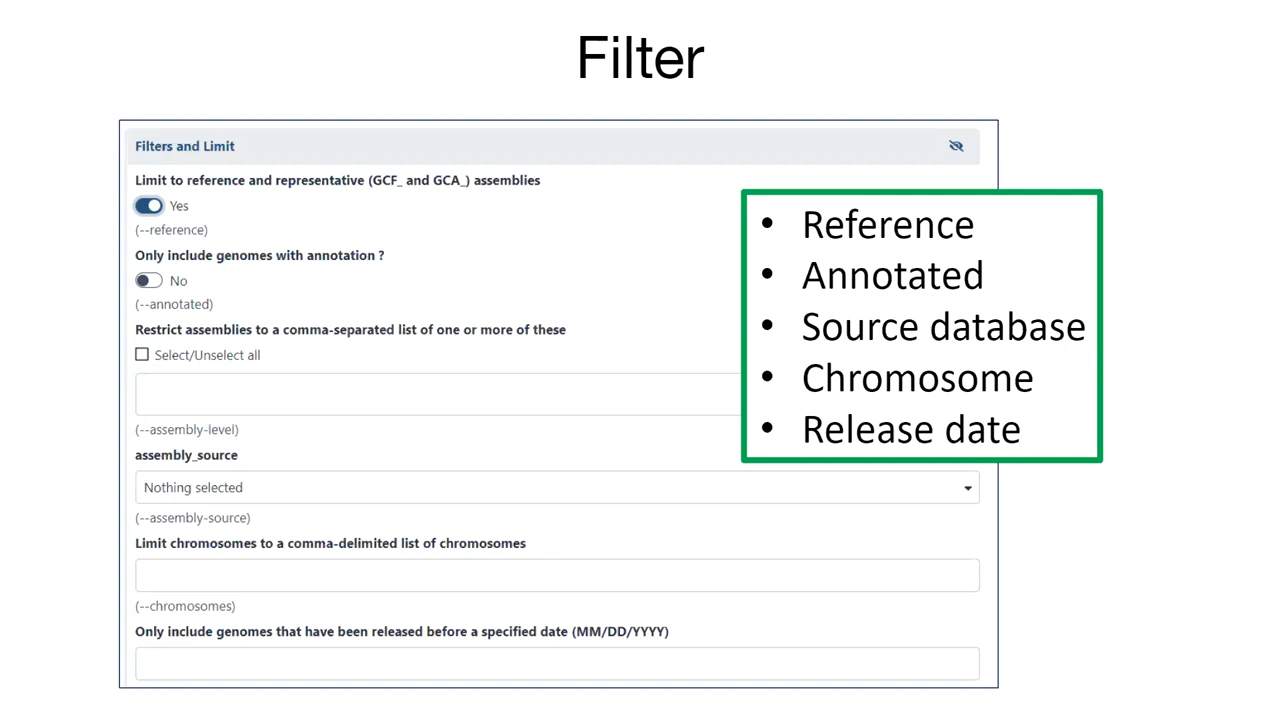 Filter
Filters and Limit
Limit to reference and representative (GCF_ and GCA_) assemblies
Yes
(--reference)
Only include genomes with annotation ?
No
(--annotated)
Restrict assemblies to a comma-separated list of one or more of these
Select/Unselect all
(--assembly-level)
assembly_source
Nothing selected
(--assembly-source)
Limit chromosomes to a comma-delimited list of chromosomes
(--chromosomes)
Only include genomes that have been released before a specified date (MM/DD/YYYY)
• Reference
• Annotated
• Source database
• Chromosome
• Release date